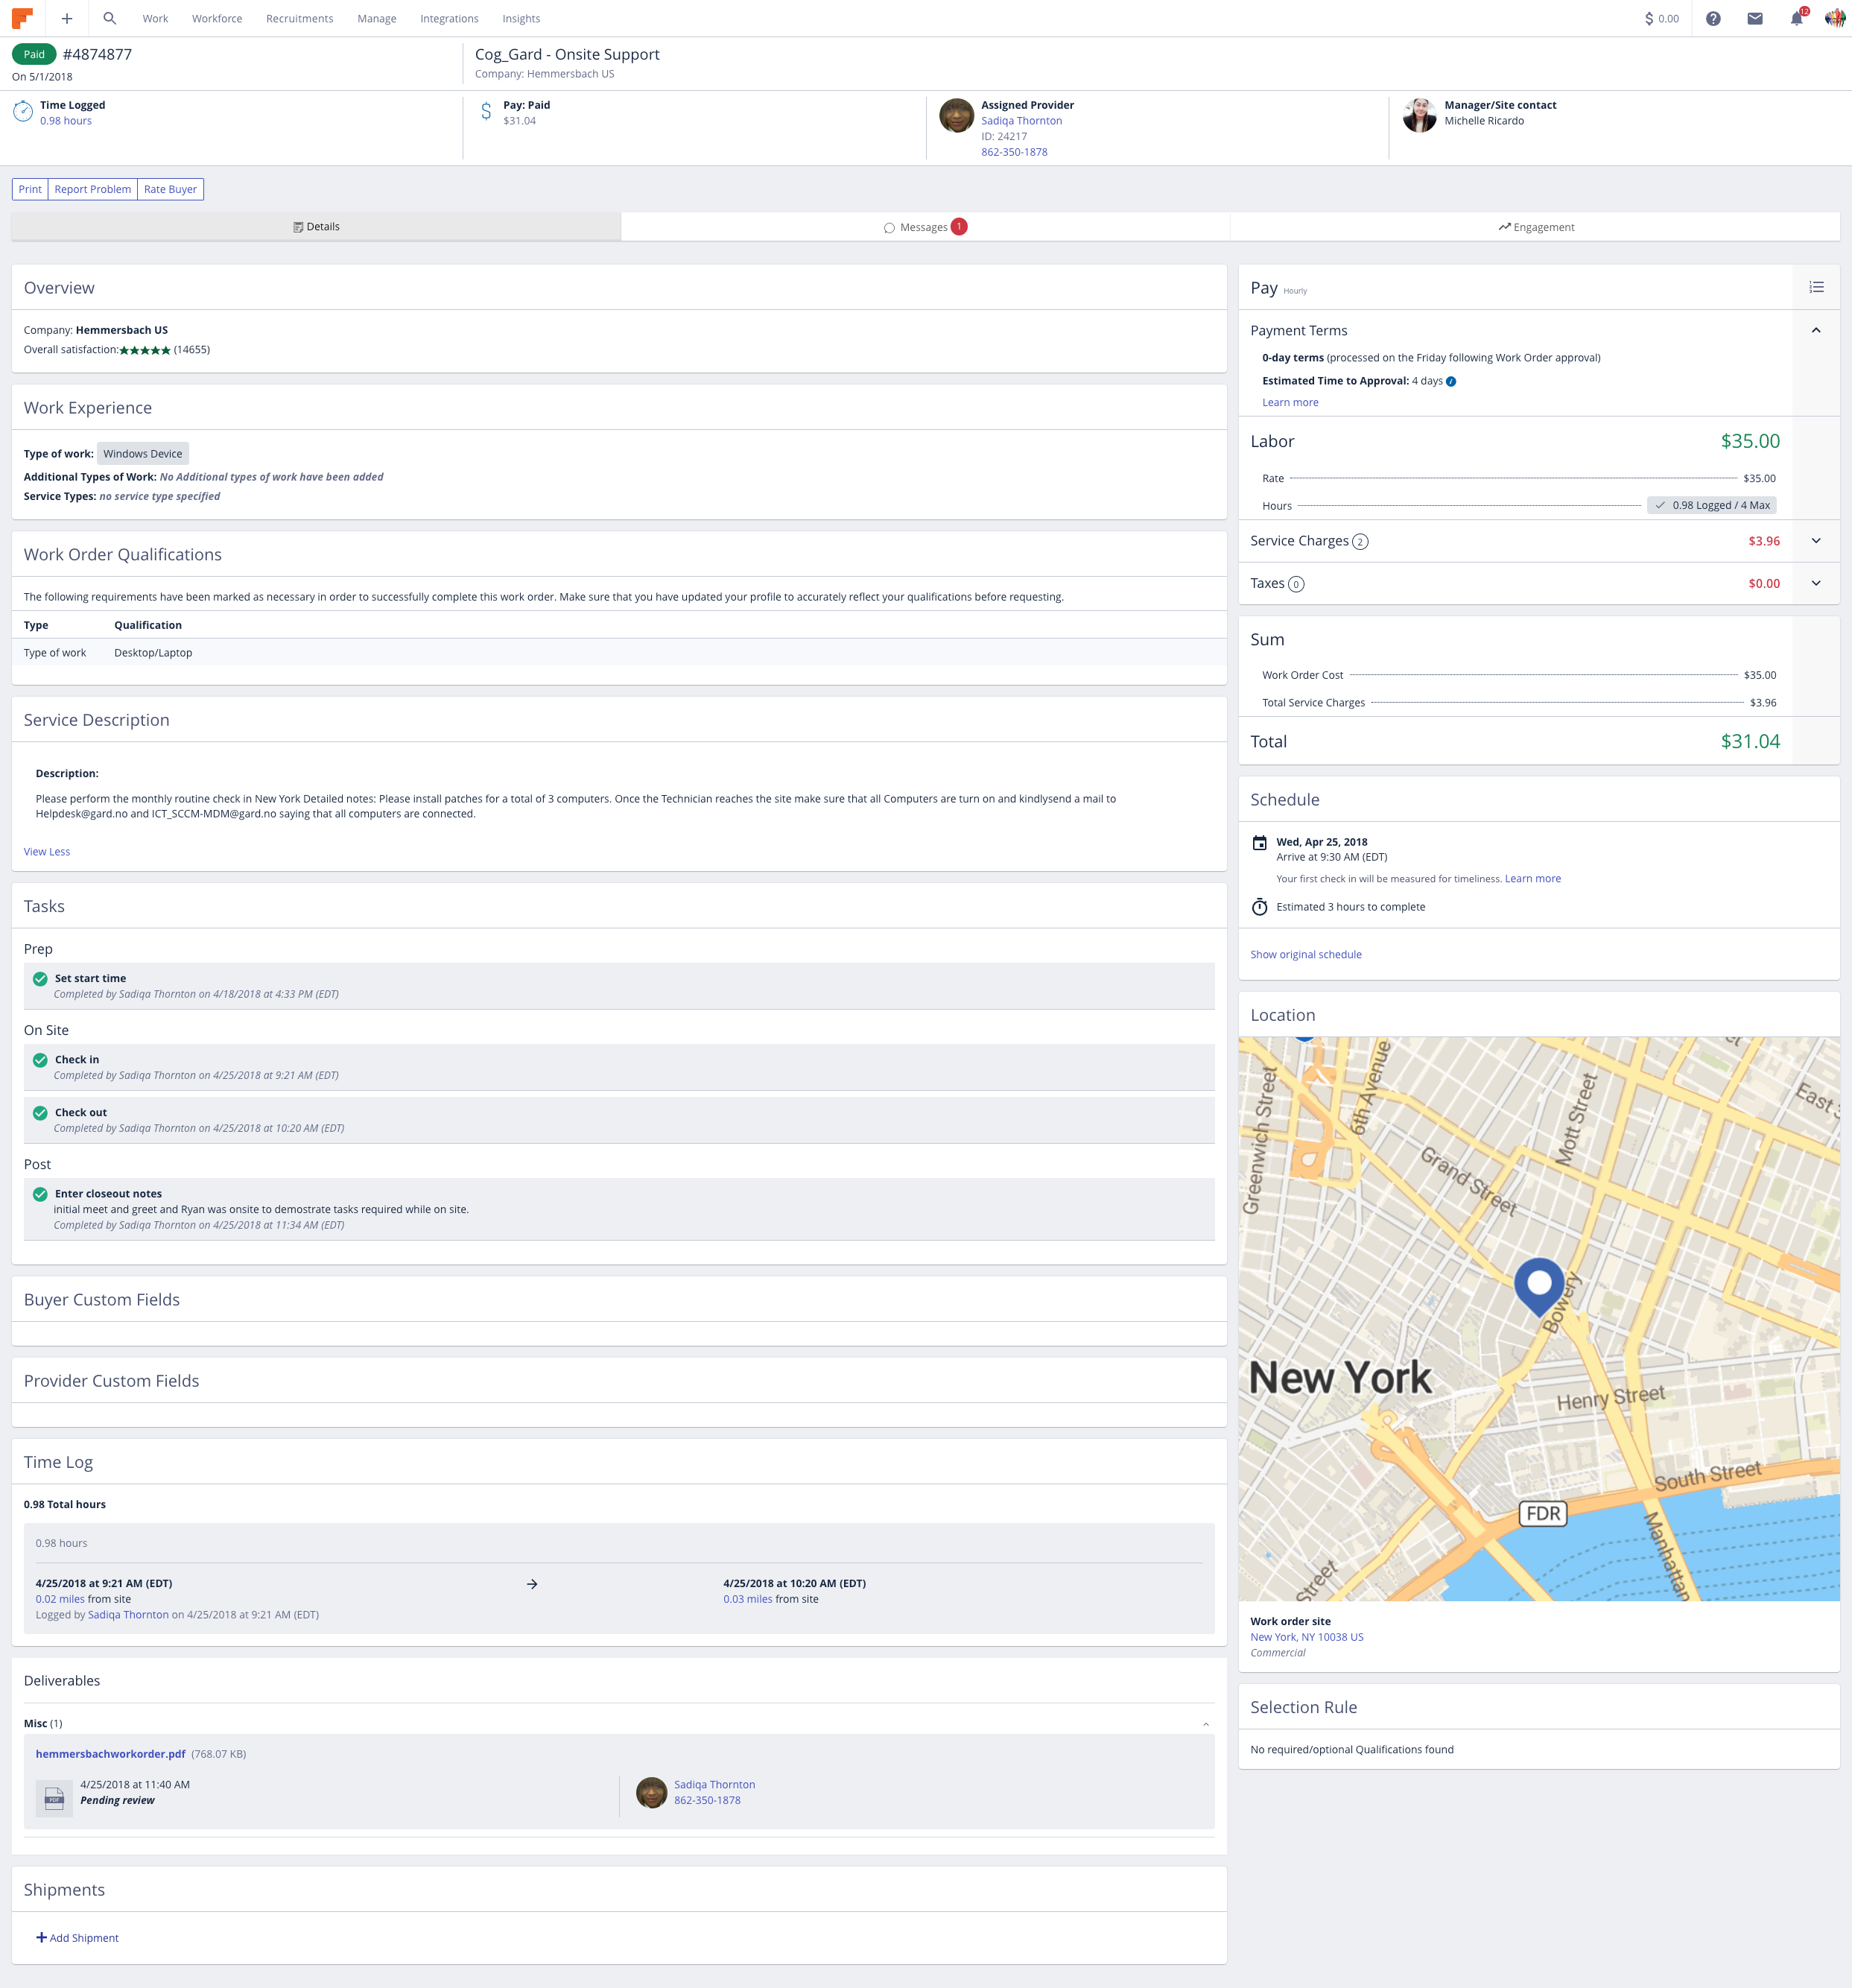 Work Workforce Recruitments Manage Integrations Insights $ 0.00 12
Paid #4874877
On 5/1/2018
Cog_Gard - Onsite Support
Company: Hemmersbach US
Time Logged
0.98 hours
Pay: Paid
$31.04
Assigned Provider
Sadiqa Thornton
ID: 24217
862-350-1878
Manager/Site contact
Michelle Ricardo
Print Report Problem Rate Buyer
Details Messages 1 Engagement
Overview
Company: Hemmersbach US
Overall satisfaction:★★★★★ (14655)
Work Experience
Type of work: Windows Device
Additional Types of Work: No Additional types of work have been added
Service Types: no service type specified
Work Order Qualifications
The following requirements have been marked as necessary in order to successfully complete this work order. Make sure that you have updated your profile to accurately reflect your qualifications before requesting.
Type Qualification
Type of work Desktop/Laptop
Service Description
Description:
Please perform the monthly routine check in New York Detailed notes: Please install patches for a total of 3 computers. Once the Technician reaches the site make sure that all Computers are turn on and kindlysend a mail to
Helpdesk@gard.no and ICT_SCCM-MDM@gard.no saying that all computers are connected.
View Less
Tasks
Prep
Set start time
Completed by Sadiqa Thornton on 4/18/2018 at 4:33 PM (EDT)
On Site
Check in
Completed by Sadiqa Thornton on 4/25/2018 at 9:21 AM (EDT)
Check out
Completed by Sadiqa Thornton on 4/25/2018 at 10:20 AM (EDT)
Post
Enter closeout notes
initial meet and greet and Ryan was onsite to demostrate tasks required while on site.
Completed by Sadiqa Thornton on 4/25/2018 at 11:34 AM (EDT)
Buyer Custom Fields
Provider Custom Fields
Time Log
0.98 Total hours
0.98 hours
4/25/2018 at 9:21 AM (EDT) → 4/25/2018 at 10:20 AM (EDT)
0.02 miles from site 0.03 miles from site
Logged by Sadiqa Thornton on 4/25/2018 at 9:21 AM (EDT)
Deliverables
Misc (1)
hemmersbachworkorder.pdf (768.07 KB)
PDF
4/25/2018 at 11:40 AM
Pending review
Sadiqa Thornton
862-350-1878
Shipments
Add Shipment
Pay Hourly
Payment Terms
0-day terms (processed on the Friday following Work Order approval)
Estimated Time to Approval: 4 days
Learn more
Labor $35.00
Rate $35.00
Hours 0.98 Logged / 4 Max
Service Charges 2 $3.96
Taxes 0 $0.00
Sum
Work Order Cost $35.00
Total Service Charges $3.96
Total $31.04
Schedule
Wed, Apr 25, 2018
Arrive at 9:30 AM (EDT)
Your first check in will be measured for timeliness. Learn more
Estimated 3 hours to complete
Show original schedule
Location
Greenwich Street
6th Avenue
Mott Street
Grand Street
Bowery
New York
Henry Street
South Street
FDR
Manhattan
Street
Work order site
New York, NY 10038 US
Commercial
Selection Rule
No required/optional Qualifications found